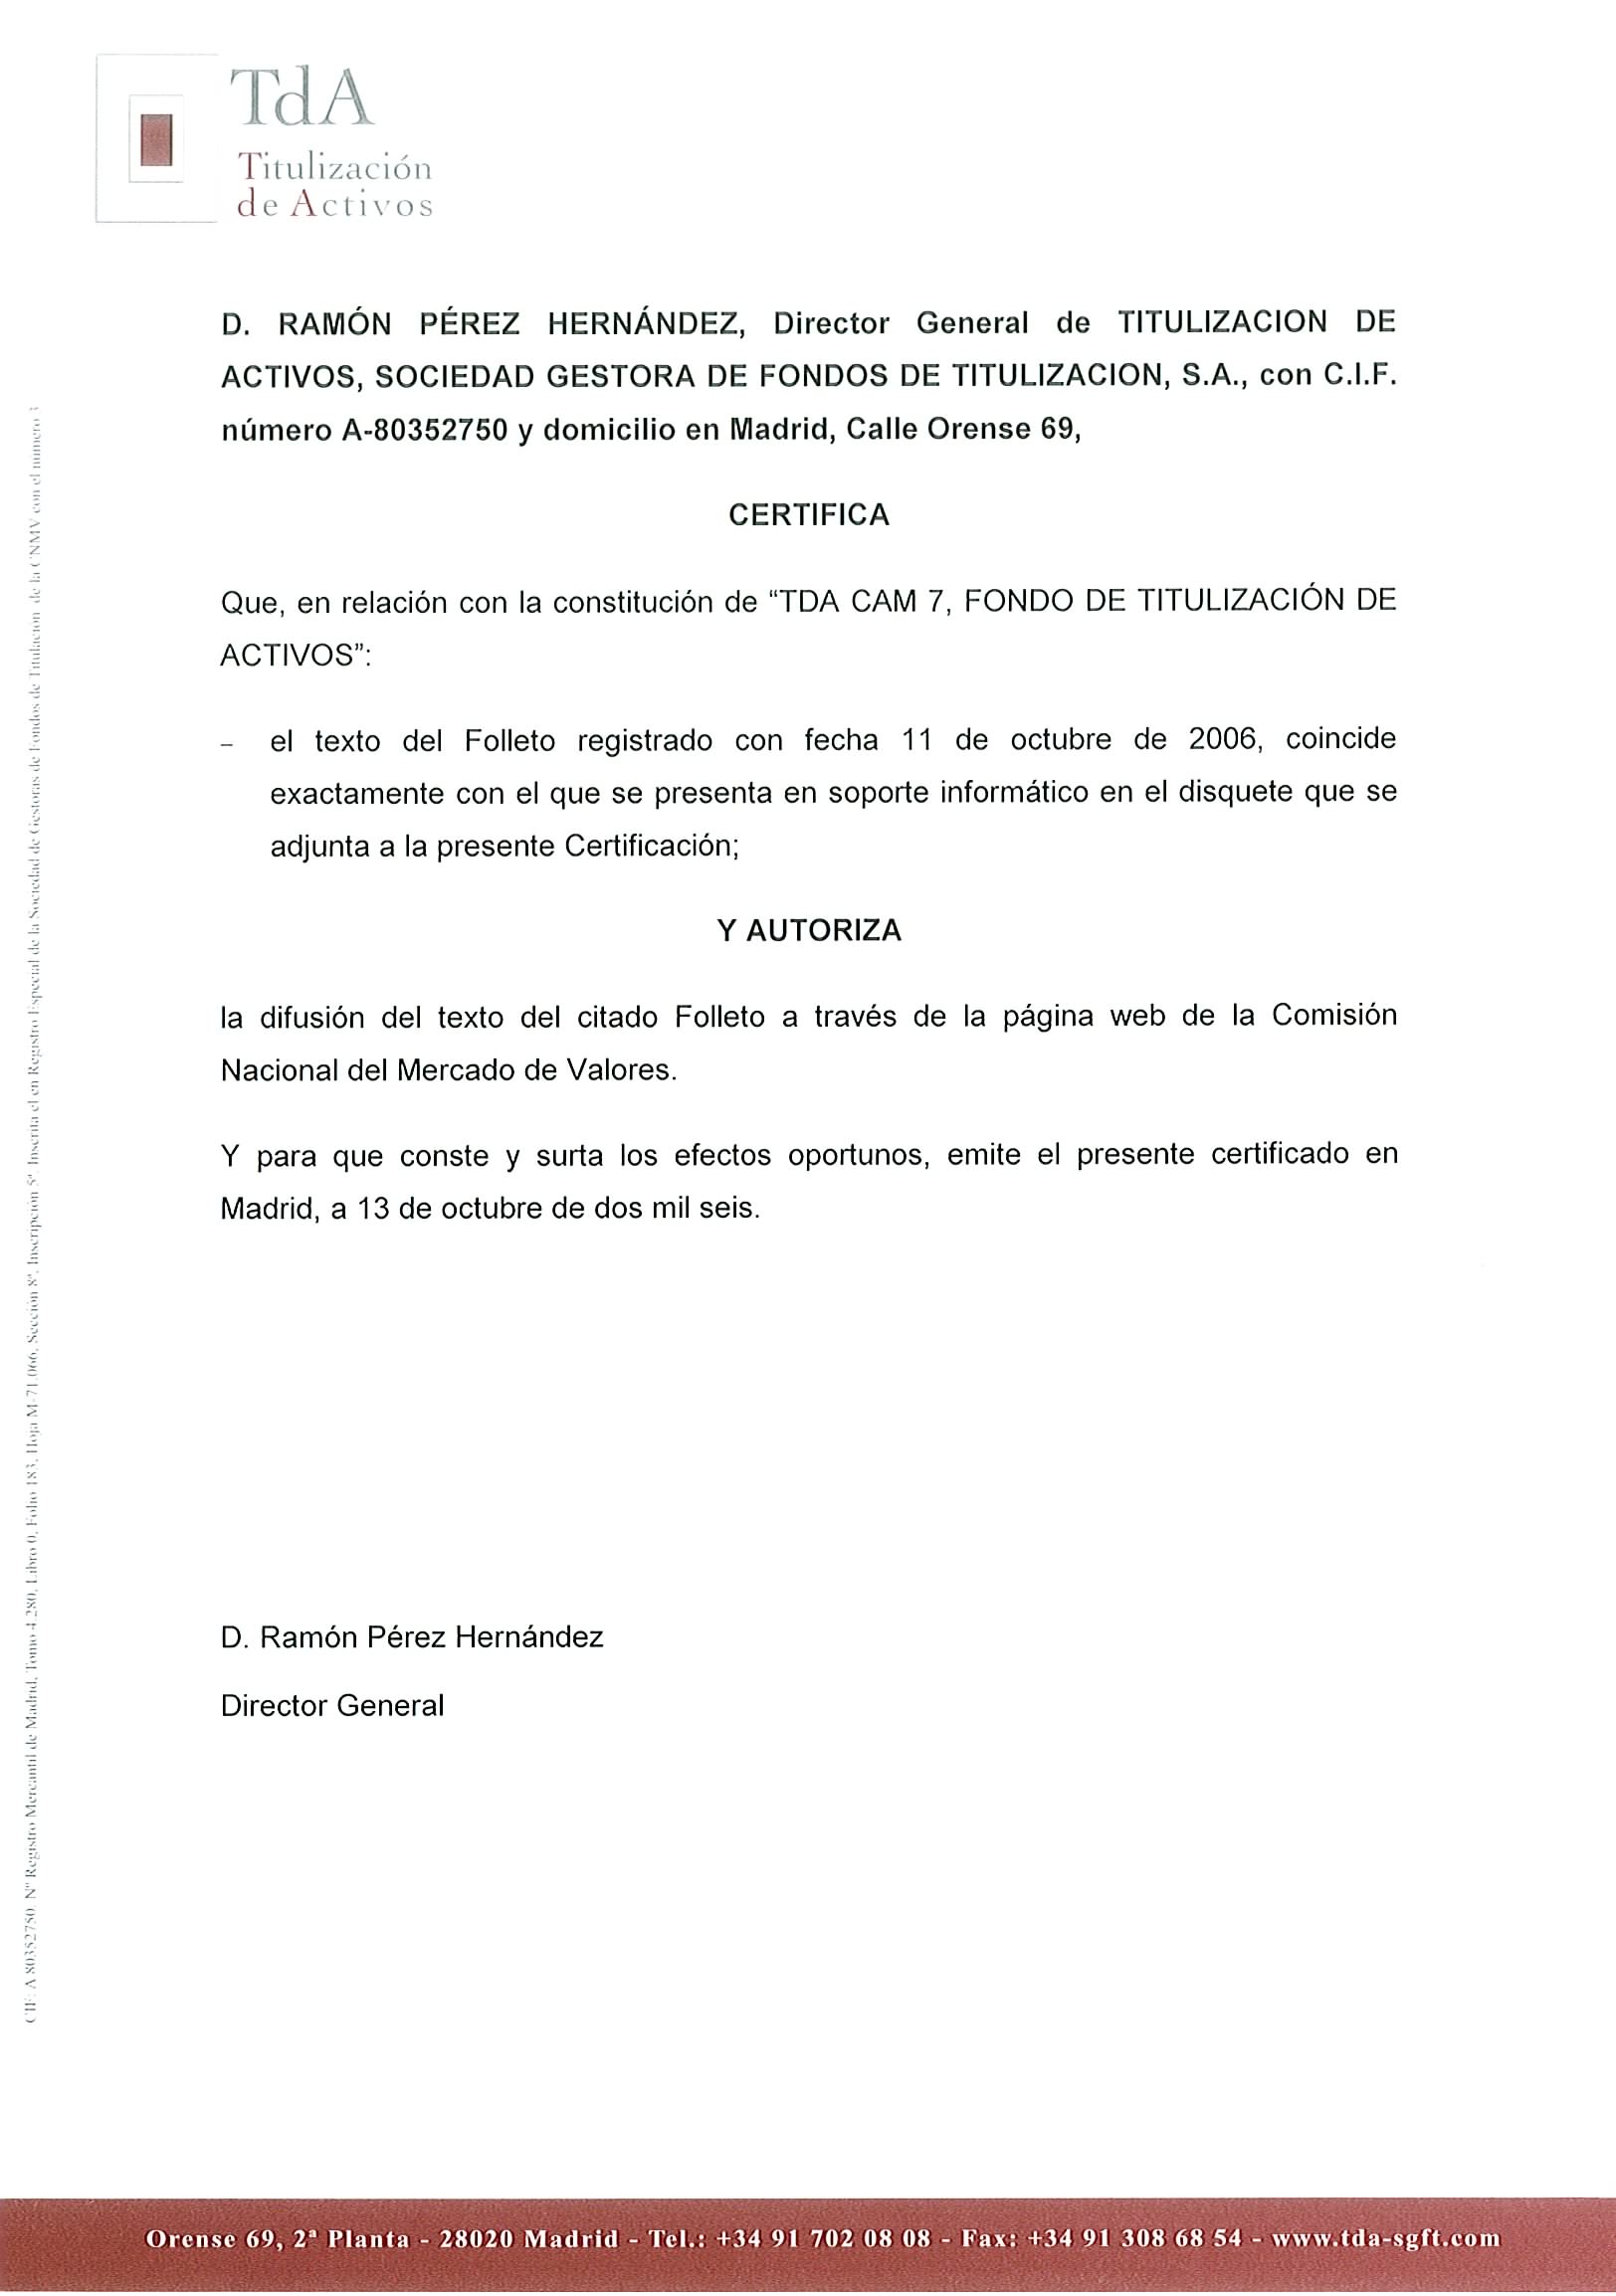 TdA
Titulización
de Activos
D. RAMÓN PÉREZ HERNÁNDEZ, Director General de TITULIZACION DE
ACTIVOS, SOCIEDAD GESTORA DE FONDOS DE TITULIZACION, S.A., con C.I.F.
número A-80352750 y domicilio en Madrid, Calle Orense 69,
CERTIFICA
Que, en relación con la constitución de “TDA CAM 7, FONDO DE TITULIZACIÓN DE
ACTIVOS”:
– el texto del Folleto registrado con fecha 11 de octubre de 2006, coincide
exactamente con el que se presenta en soporte informático en el disquete que se
adjunta a la presente Certificación;
Y AUTORIZA
la difusión del texto del citado Folleto a través de la página web de la Comisión
Nacional del Mercado de Valores.
Y para que conste y surta los efectos oportunos, emite el presente certificado en
Madrid, a 13 de octubre de dos mil seis.
D. Ramón Pérez Hernández
Director General
CIF: A 80352750. Nº Registro Mercantil de Madrid, Tomo 4.280, Libro 0, Folio 183, Hoja M-71.066, Sección 8ª, Inscripción 5ª. Inscrita el en Registro Especial de la Sociedad de Gestoras de Fondos de Titulación de la CNMV con el número 3
Orense 69, 2ª Planta - 28020 Madrid - Tel.: +34 91 702 08 08 - Fax: +34 91 308 68 54 - www.tda-sgft.com